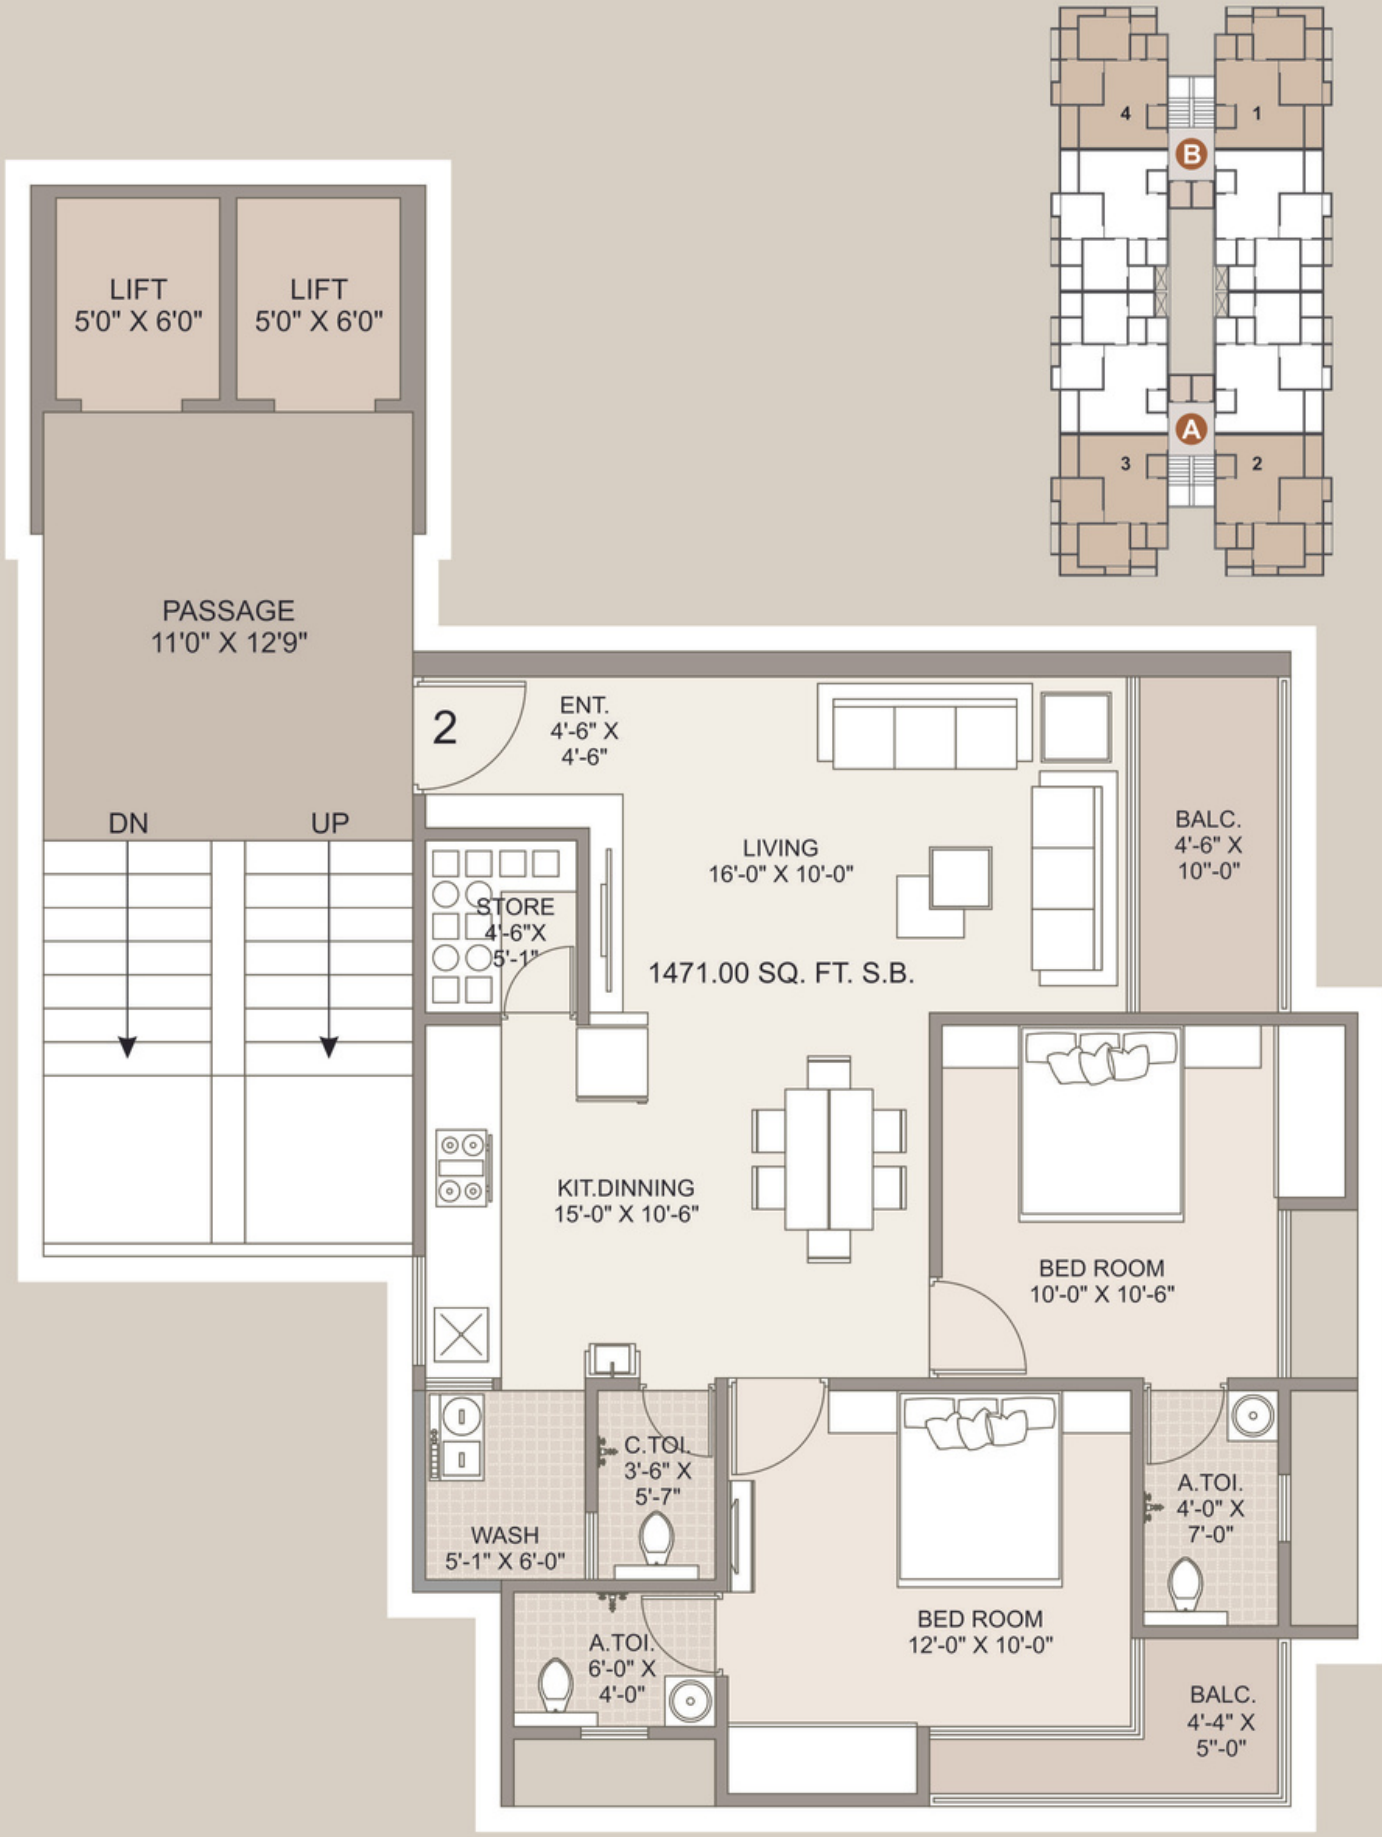 4
1
B
A
3
2
LIFT
5'0" X 6'0"
LIFT
5'0" X 6'0"
PASSAGE
11'0" X 12'9"
DN
UP
2
ENT.
4'-6" X
4'-6"
LIVING
16'-0" X 10'-0"
BALC.
4'-6" X
10"-0"
STORE
4'-6"X
5'-1"
1471.00 SQ. FT. S.B.
KIT.DINNING
15'-0" X 10'-6"
BED ROOM
10'-0" X 10'-6"
C.TOI.
3'-6" X
5'-7"
WASH
5'-1" X 6'-0"
A.TOI.
4'-0" X
7'-0"
BED ROOM
12'-0" X 10'-0"
A.TOI.
6'-0" X
4'-0"
BALC.
4'-4" X
5"-0"